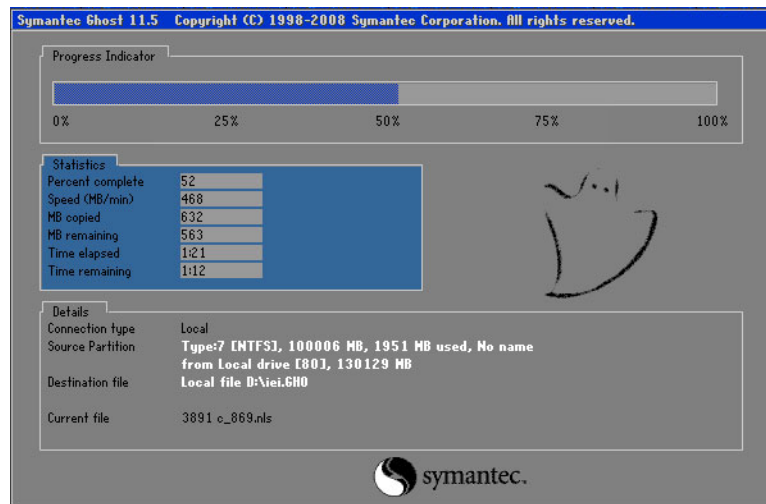 Symantec Ghost 11.5 Copyright (C) 1998-2008 Symantec Corporation. All rights reserved.
Progress Indicator
0% 25% 50% 75% 100%
Statistics
Percent complete 52
Speed (MB/min) 468
MB copied 632
MB remaining 563
Time elapsed 1:21
Time remaining 1:12
Details
Connection type Local
Source Partition Type:7 [NTFS], 100006 MB, 1951 MB used, No name
from Local drive [80], 130129 MB
Destination file Local file D:\iei.GHO
Current file 3891 c_869.nls
symantec.